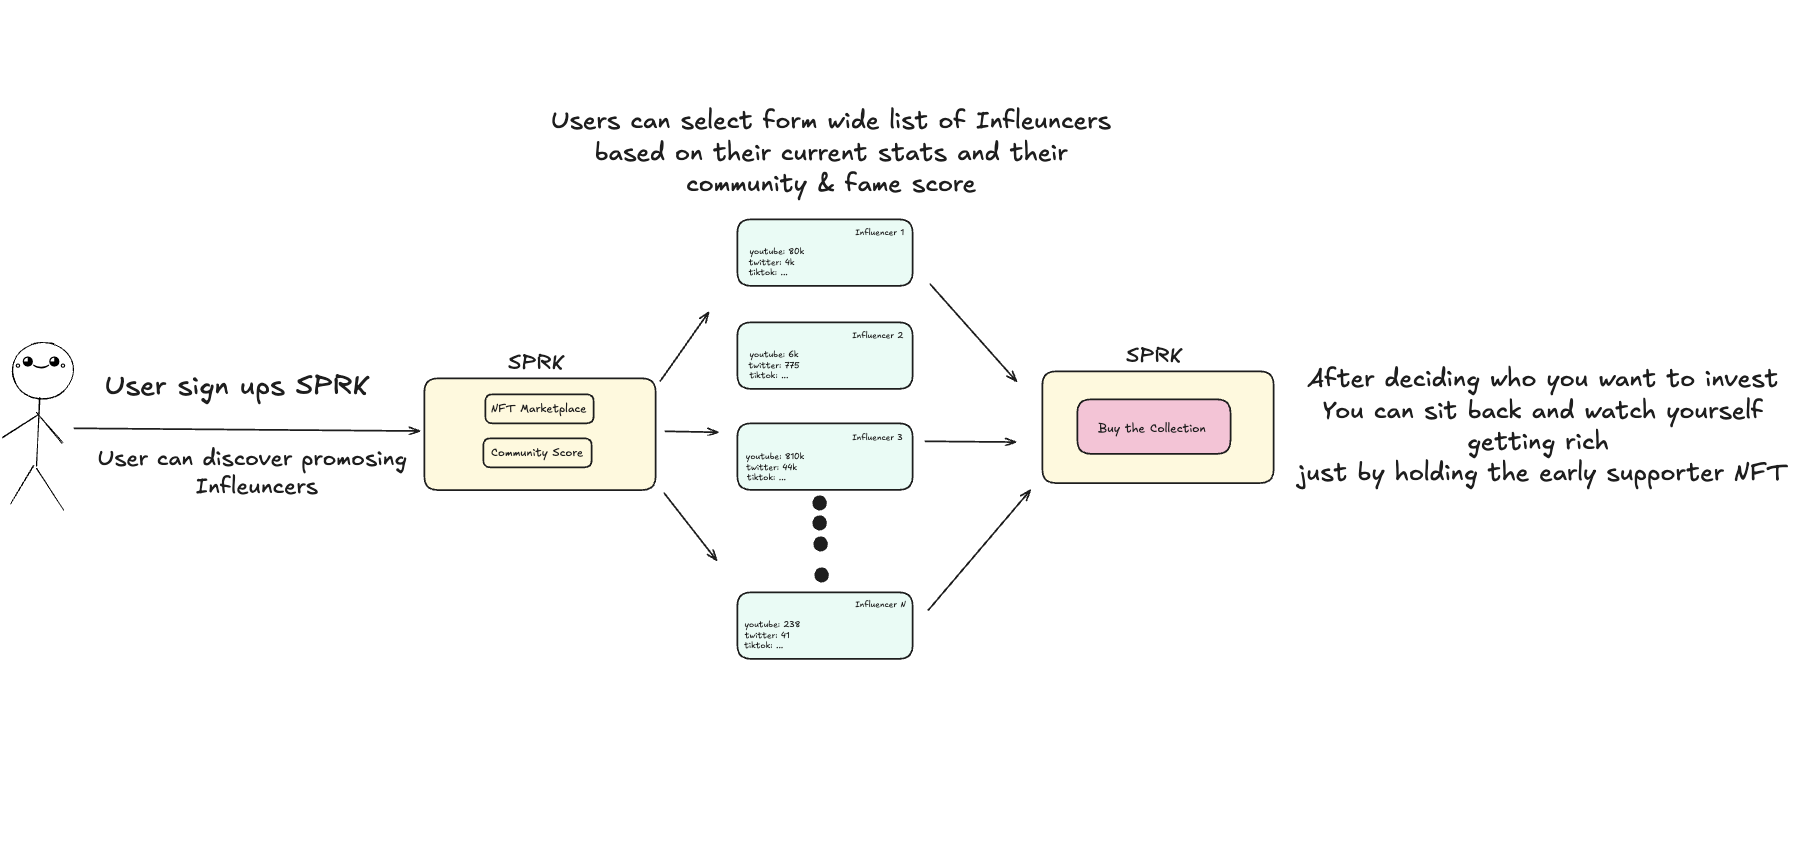 Users can select form wide list of Infleuncers
based on their current stats and their
community & fame score
User sign ups SPRK
User can discover promosing
Infleuncers
SPRK
NFT Marketplace
Community Score
Influencer 1
youtube: 80k
twitter: 4k
tiktok: ...
Influencer 2
youtube: 6k
twitter: 775
tiktok: ...
Influencer 3
youtube: 810k
twitter: 44k
tiktok: ...
Influencer N
youtube: 238
twitter: 41
tiktok: ...
SPRK
Buy the Collection
After deciding who you want to invest
You can sit back and watch yourself
getting rich
just by holding the early supporter NFT